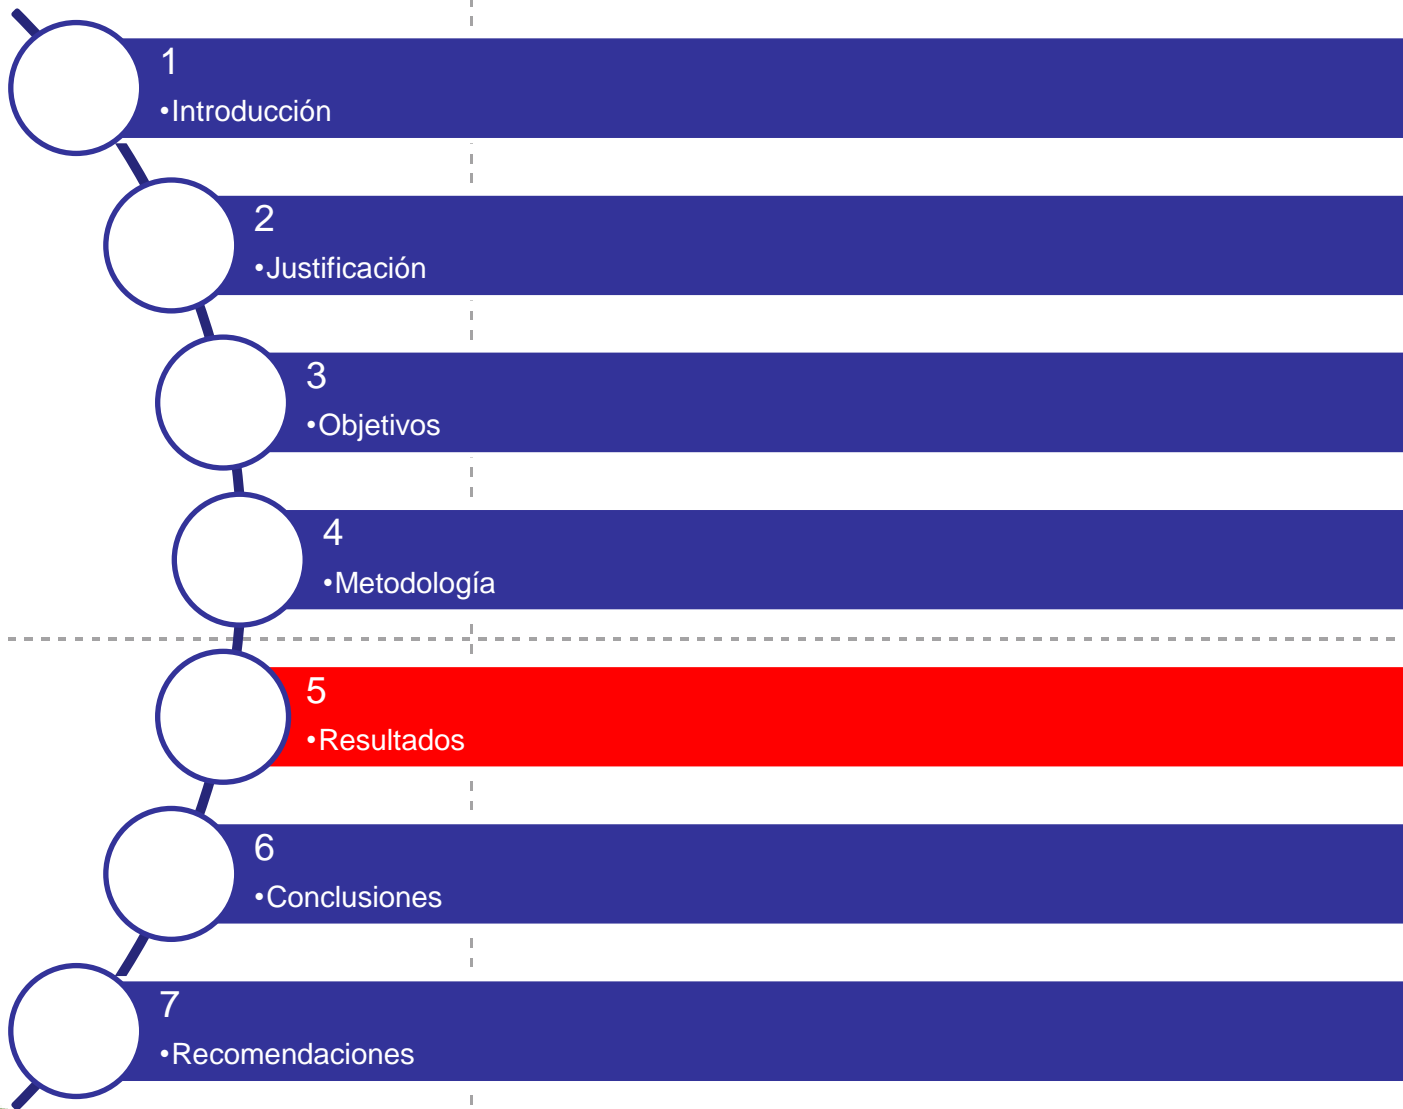 1
•Introducción
2
•Justificación
3
•Objetivos
4
•Metodología
5
•Resultados
6
•Conclusiones
7
•Recomendaciones